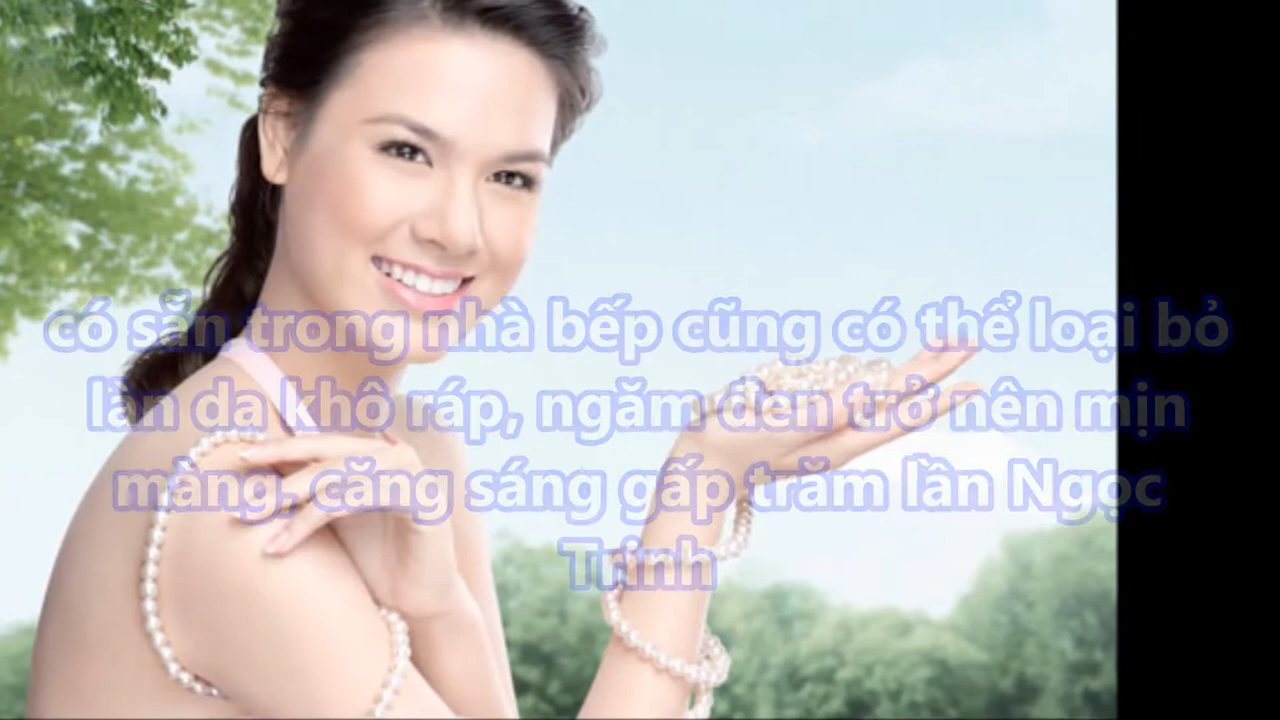 có sẵn trong nhà bếp cũng có thể loại bỏ
làn da khô ráp, ngăm đen trở nên mịn
màng, căng sáng gấp trăm lần Ngọc
Trinh